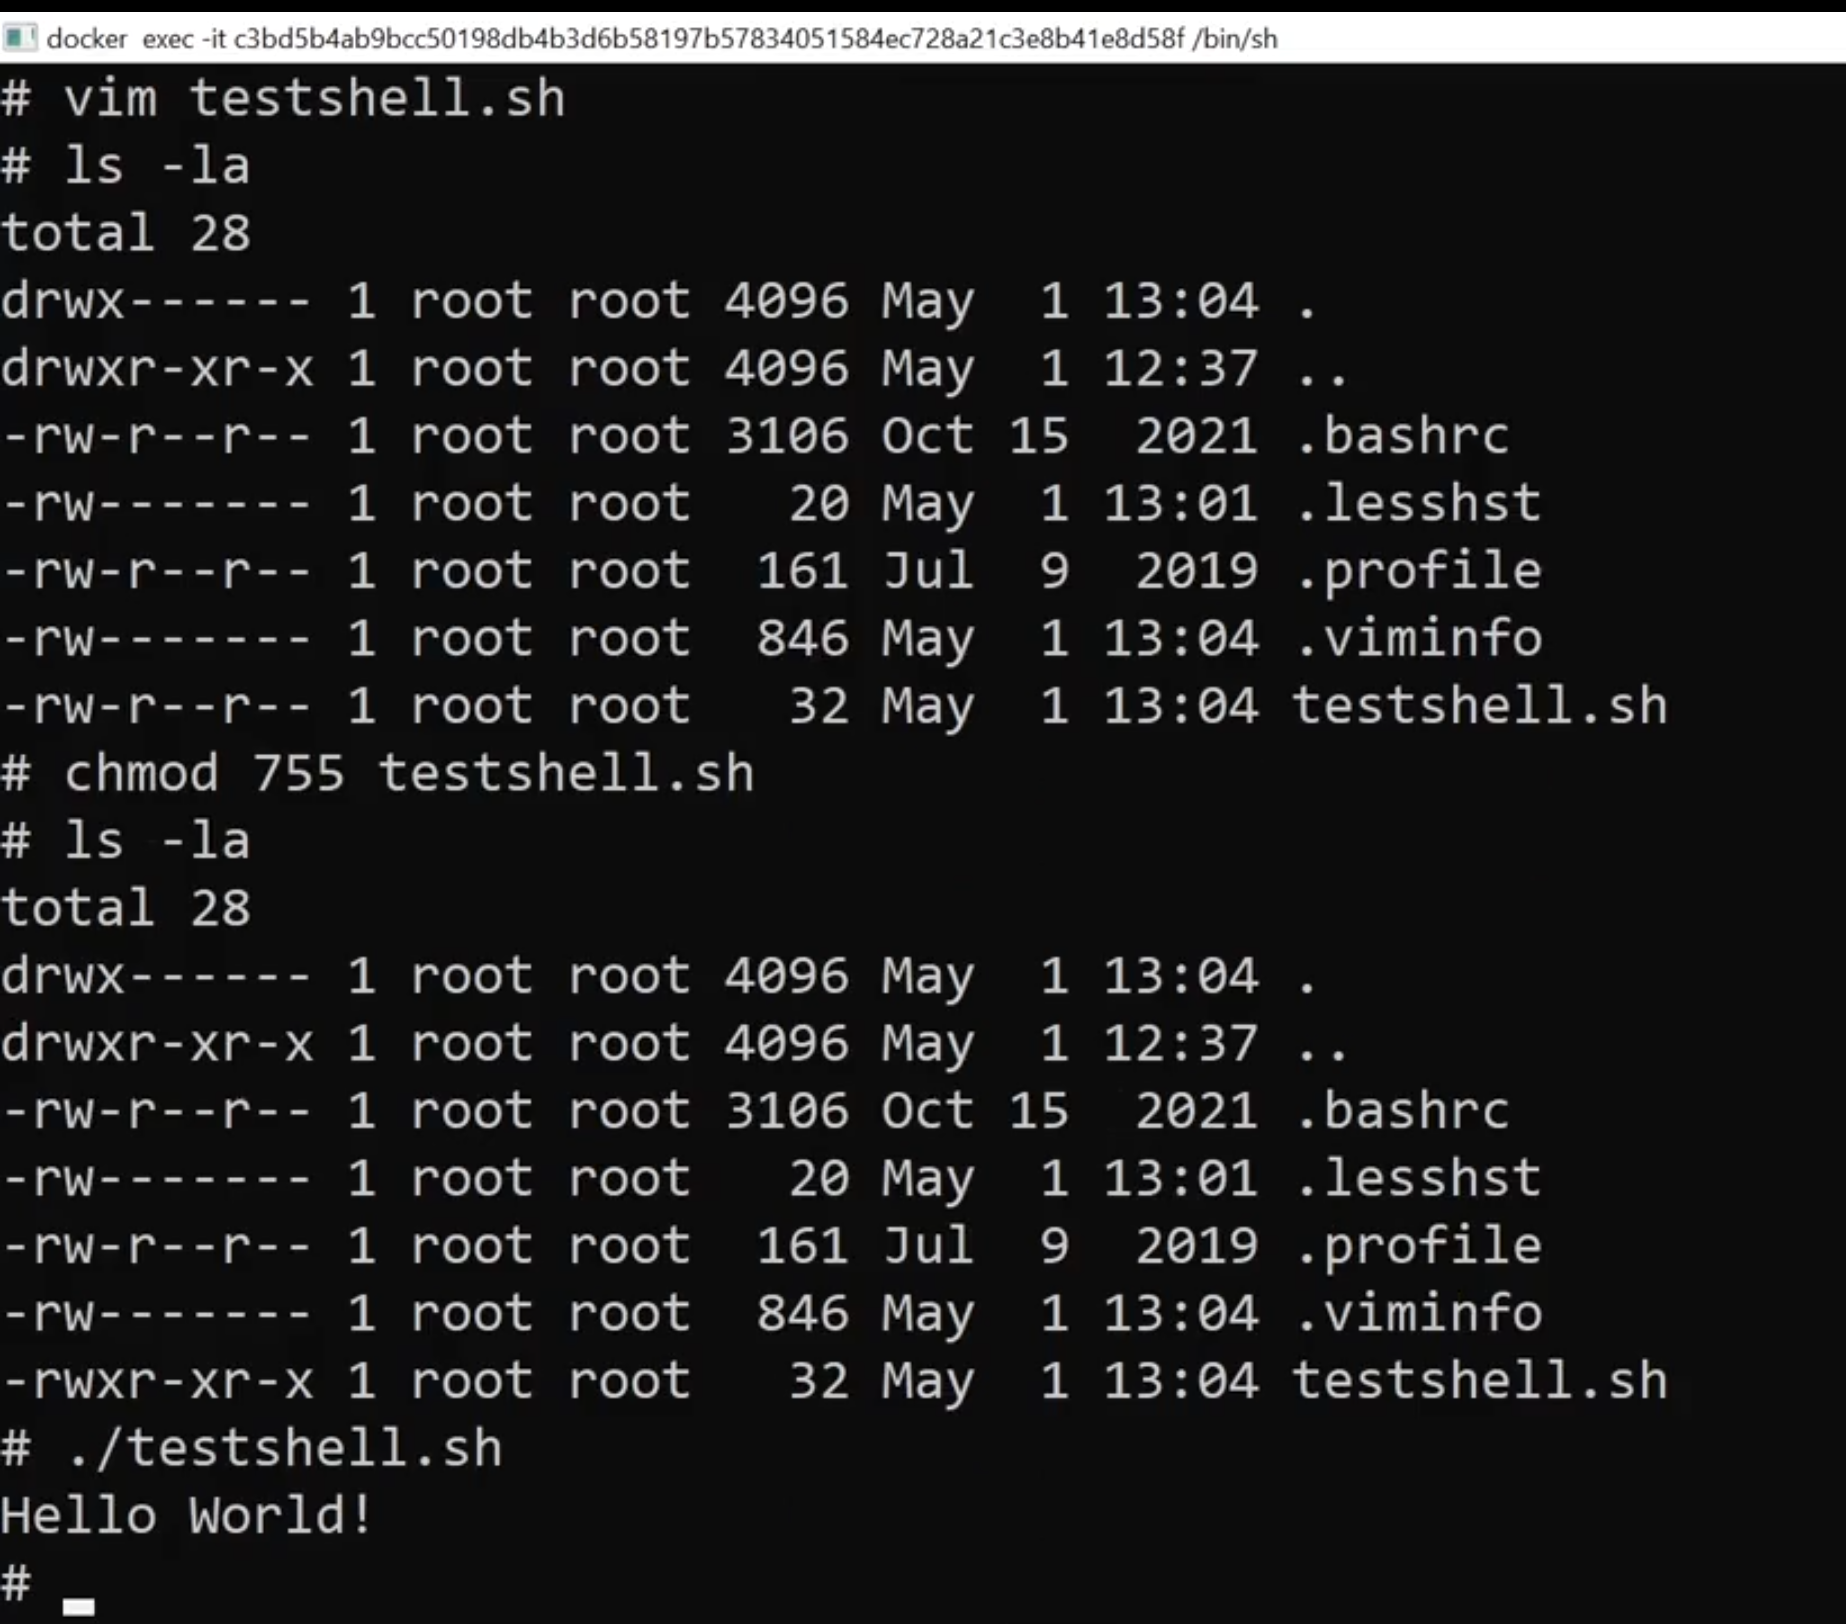 docker  exec -it c3bd5b4ab9bcc50198db4b3d6b58197b57834051584ec728a21c3e8b41e8d58f /bin/sh
# vim testshell.sh
# ls -la
total 28
drwx------ 1 root root 4096 May  1 13:04 .
drwxr-xr-x 1 root root 4096 May  1 12:37 ..
-rw-r--r-- 1 root root 3106 Oct 15  2021 .bashrc
-rw------- 1 root root   20 May  1 13:01 .lesshst
-rw-r--r-- 1 root root  161 Jul  9  2019 .profile
-rw------- 1 root root  846 May  1 13:04 .viminfo
-rw-r--r-- 1 root root   32 May  1 13:04 testshell.sh
# chmod 755 testshell.sh
# ls -la
total 28
drwx------ 1 root root 4096 May  1 13:04 .
drwxr-xr-x 1 root root 4096 May  1 12:37 ..
-rw-r--r-- 1 root root 3106 Oct 15  2021 .bashrc
-rw------- 1 root root   20 May  1 13:01 .lesshst
-rw-r--r-- 1 root root  161 Jul  9  2019 .profile
-rw------- 1 root root  846 May  1 13:04 .viminfo
-rwxr-xr-x 1 root root   32 May  1 13:04 testshell.sh
# ./testshell.sh
Hello World!
#